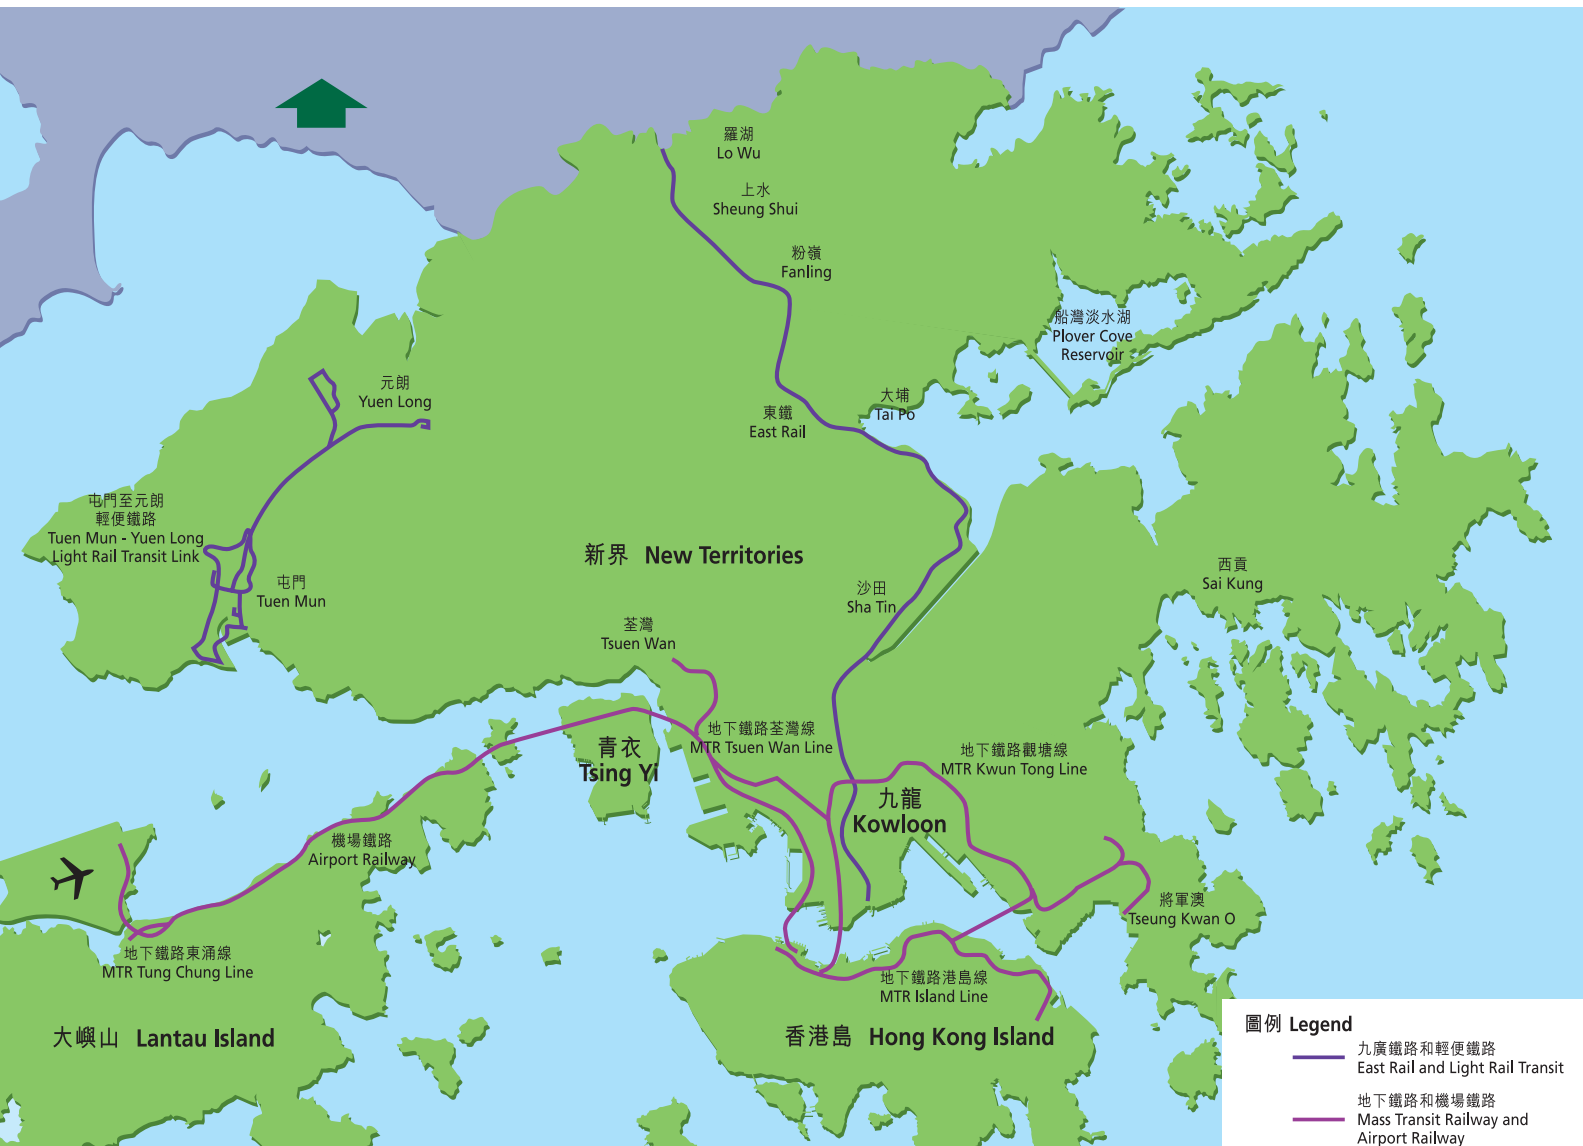 羅湖
Lo Wu
上水
Sheung Shui
粉嶺
Fanling
船灣淡水湖
Plover Cove
Reservoir
元朗
Yuen Long
大埔
Tai Po
東鐵
East Rail
屯門至元朗
輕便鐵路
Tuen Mun - Yuen Long
Light Rail Transit Link
新界 New Territories
西貢
Sai Kung
屯門
Tuen Mun
沙田
Sha Tin
荃灣
Tsuen Wan
地下鐵路荃灣線
MTR Tsuen Wan Line
青衣
Tsing Yi
地下鐵路觀塘線
MTR Kwun Tong Line
九龍
Kowloon
機場鐵路
Airport Railway
將軍澳
Tseung Kwan O
地下鐵路東涌線
MTR Tung Chung Line
地下鐵路港島線
MTR Island Line
大嶼山 Lantau Island
香港島 Hong Kong Island
圖例 Legend
九廣鐵路和輕便鐵路
East Rail and Light Rail Transit
地下鐵路和機場鐵路
Mass Transit Railway and
Airport Railway